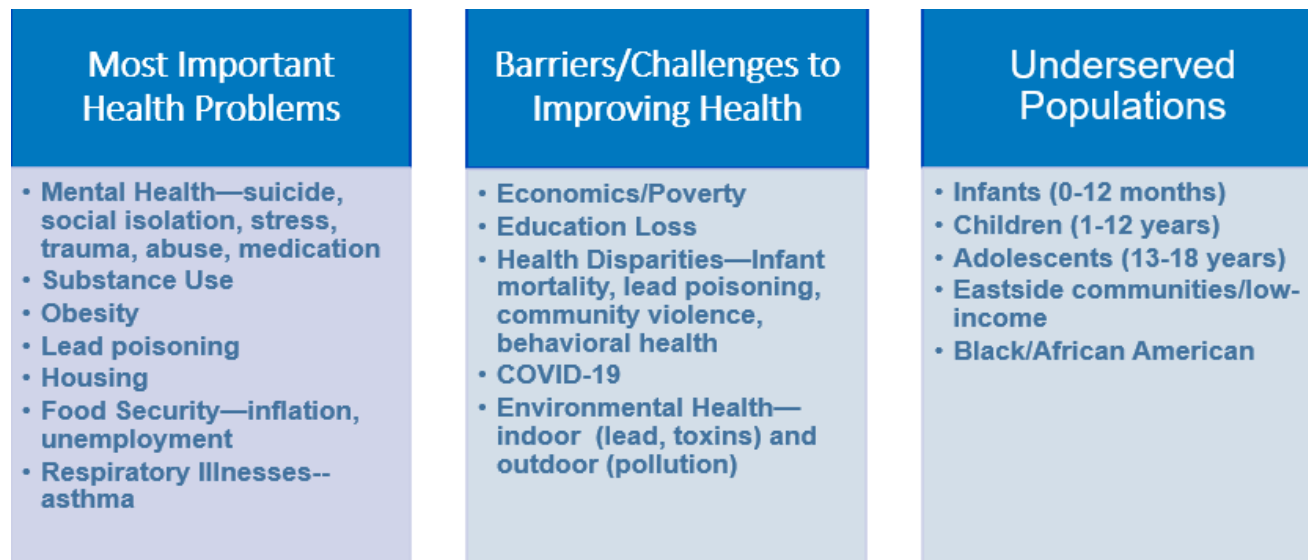 Most Important
Health Problems
• Mental Health—suicide,
social isolation, stress,
trauma, abuse, medication
• Substance Use
• Obesity
• Lead poisoning
• Housing
• Food Security—inflation,
unemployment
• Respiratory Illnesses--
asthma
Barriers/Challenges to
Improving Health
• Economics/Poverty
• Education Loss
• Health Disparities—Infant
mortality, lead poisoning,
community violence,
behavioral health
• COVID-19
• Environmental Health—
indoor (lead, toxins) and
outdoor (pollution)
Underserved
Populations
• Infants (0-12 months)
• Children (1-12 years)
• Adolescents (13-18 years)
• Eastside communities/low-
income
• Black/African American